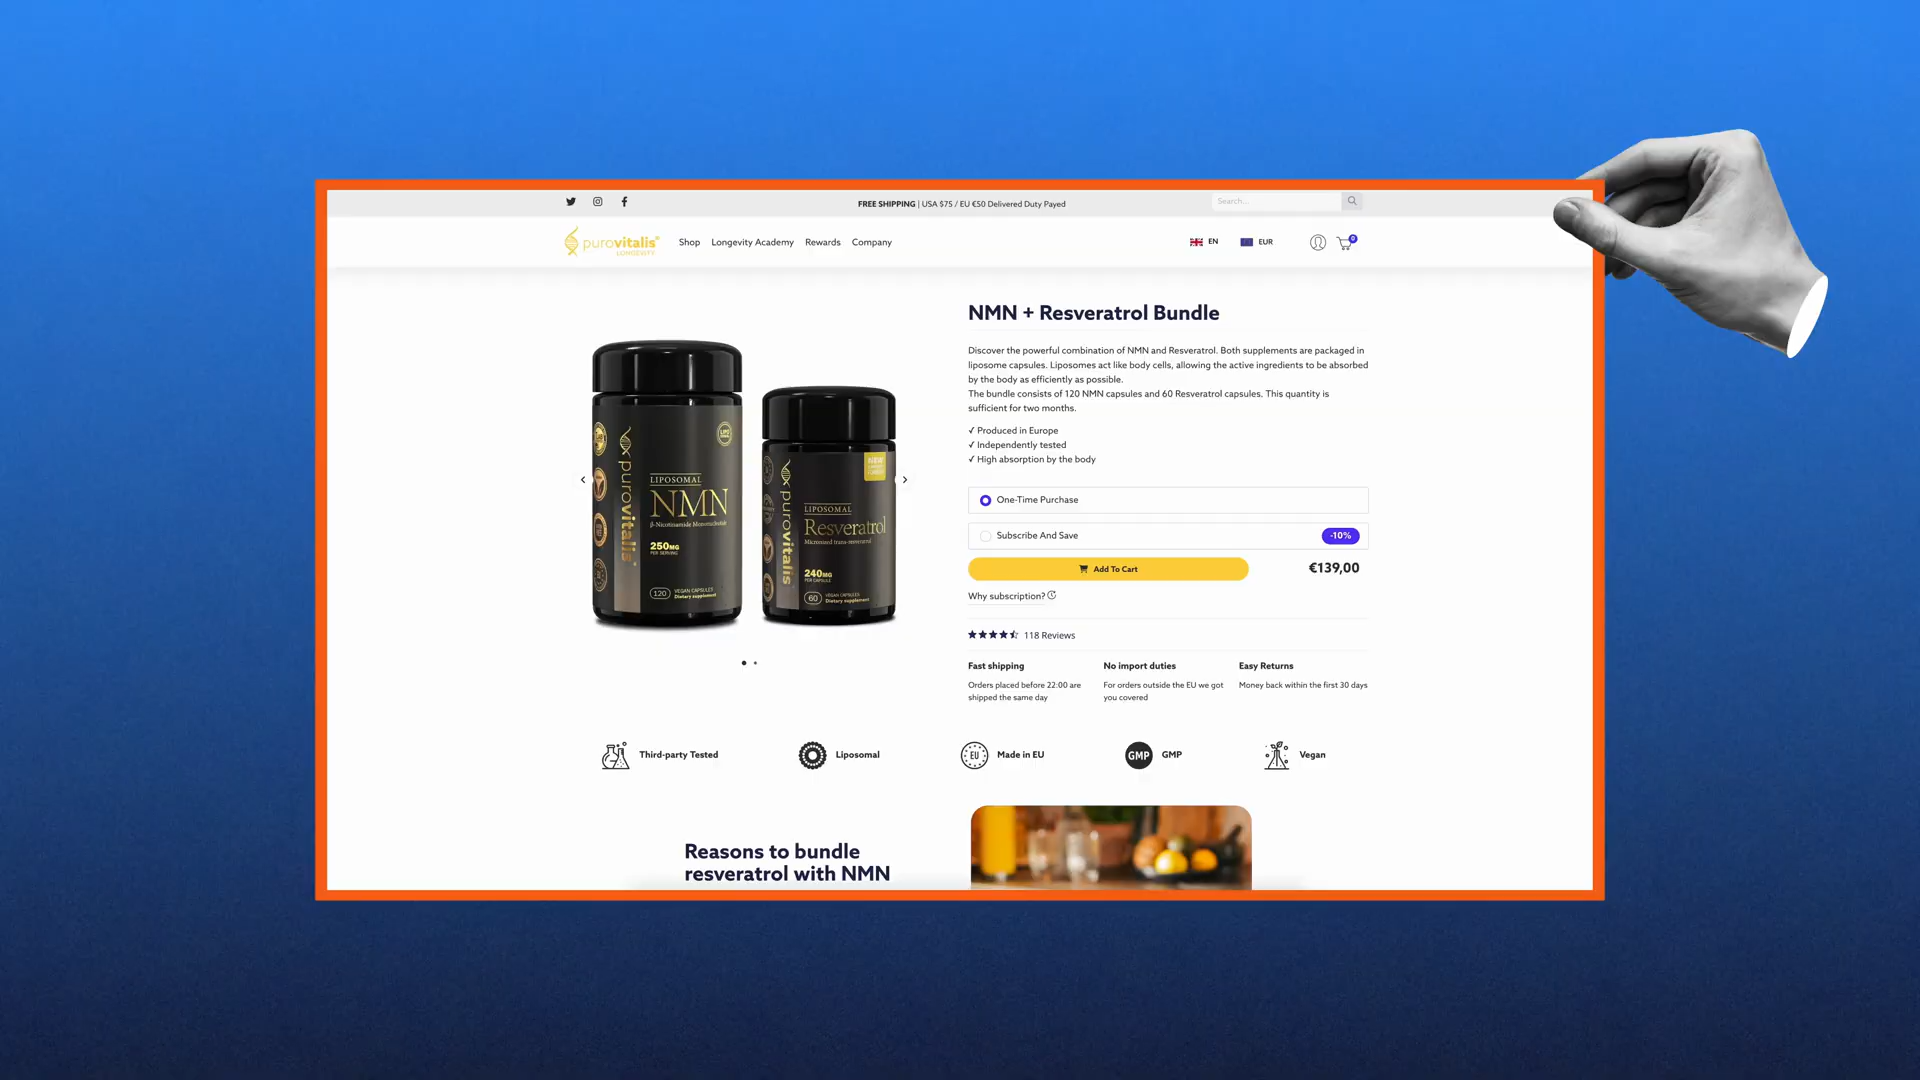 FREE SHIPPING | USA $75 / EU €50 Delivered Duty Payed
Search...
purovitalis®
LONGEVITY
Shop
Longevity Academy
Rewards
Company
EN
EUR
0
NMN + Resveratrol Bundle
Discover the powerful combination of NMN and Resveratrol. Both supplements are packaged in
liposome capsules. Liposomes act like body cells, allowing the active ingredients to be absorbed
by the body as efficiently as possible.
The bundle consists of 120 NMN capsules and 60 Resveratrol capsules. This quantity is
sufficient for two months.
✓ Produced in Europe
✓ Independently tested
✓ High absorption by the body
One-Time Purchase
Subscribe And Save
-10%
Add To Cart
€139,00
Why subscription?
118 Reviews
Fast shipping
Orders placed before 22:00 are
shipped the same day
No import duties
For orders outside the EU we got
you covered
Easy Returns
Money back within the first 30 days
purovitalis
LIPOSOMAL
NMN
β-Nicotinamide Mononucleotide
250MG
PER SERVING
120
VEGAN CAPSULES
Dietary supplement
purovitalis
NEW
LIPOSOMAL
Resveratrol
Micronized trans-resveratrol
240MG
PER CAPSULE
60
VEGAN CAPSULES
Dietary supplement
Third-party Tested
Liposomal
EU
Made in EU
GMP
GMP
Vegan
Reasons to bundle
resveratrol with NMN